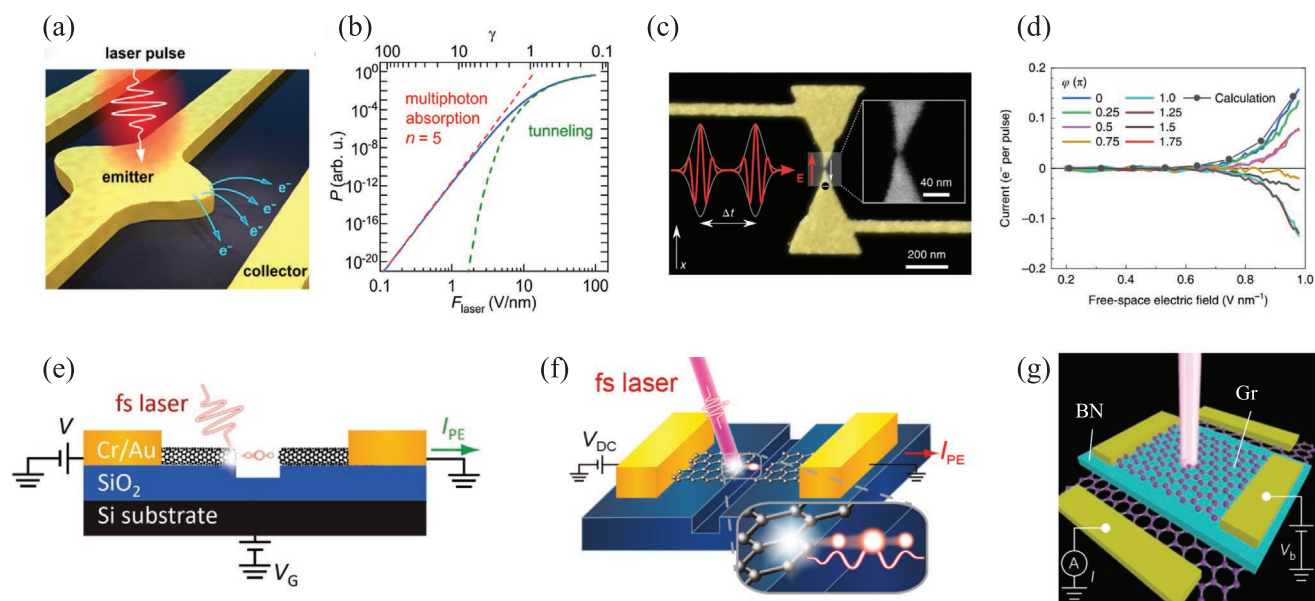 (a)
laser pulse
emitter
e⁻
e⁻
e⁻
e⁻
collector
(b)
γ
100 10 1 0.1
10⁰
10⁻⁴
10⁻⁸
10⁻¹²
10⁻¹⁶
10⁻²⁰
P (arb. u.)
multiphoton
absorption
n = 5
tunneling
0.1 1 10 100
F_laser (V/nm)
(c)
E
Δt
x
40 nm
200 nm
(d)
0.2
0.1
0
−0.1
−0.2
Current (e⁻ per pulse)
φ (π)
0 1.0 Calculation
0.25 1.25
0.5 1.5
0.75 1.75
0 0.2 0.4 0.6 0.8 1.0
Free-space electric field (V nm⁻¹)
(e)
fs laser
V
Cr/Au
I_PE
SiO₂
Si substrate
V_G
(f)
fs laser
V_DC
I_PE
(g)
BN
Gr
A
I
V_b